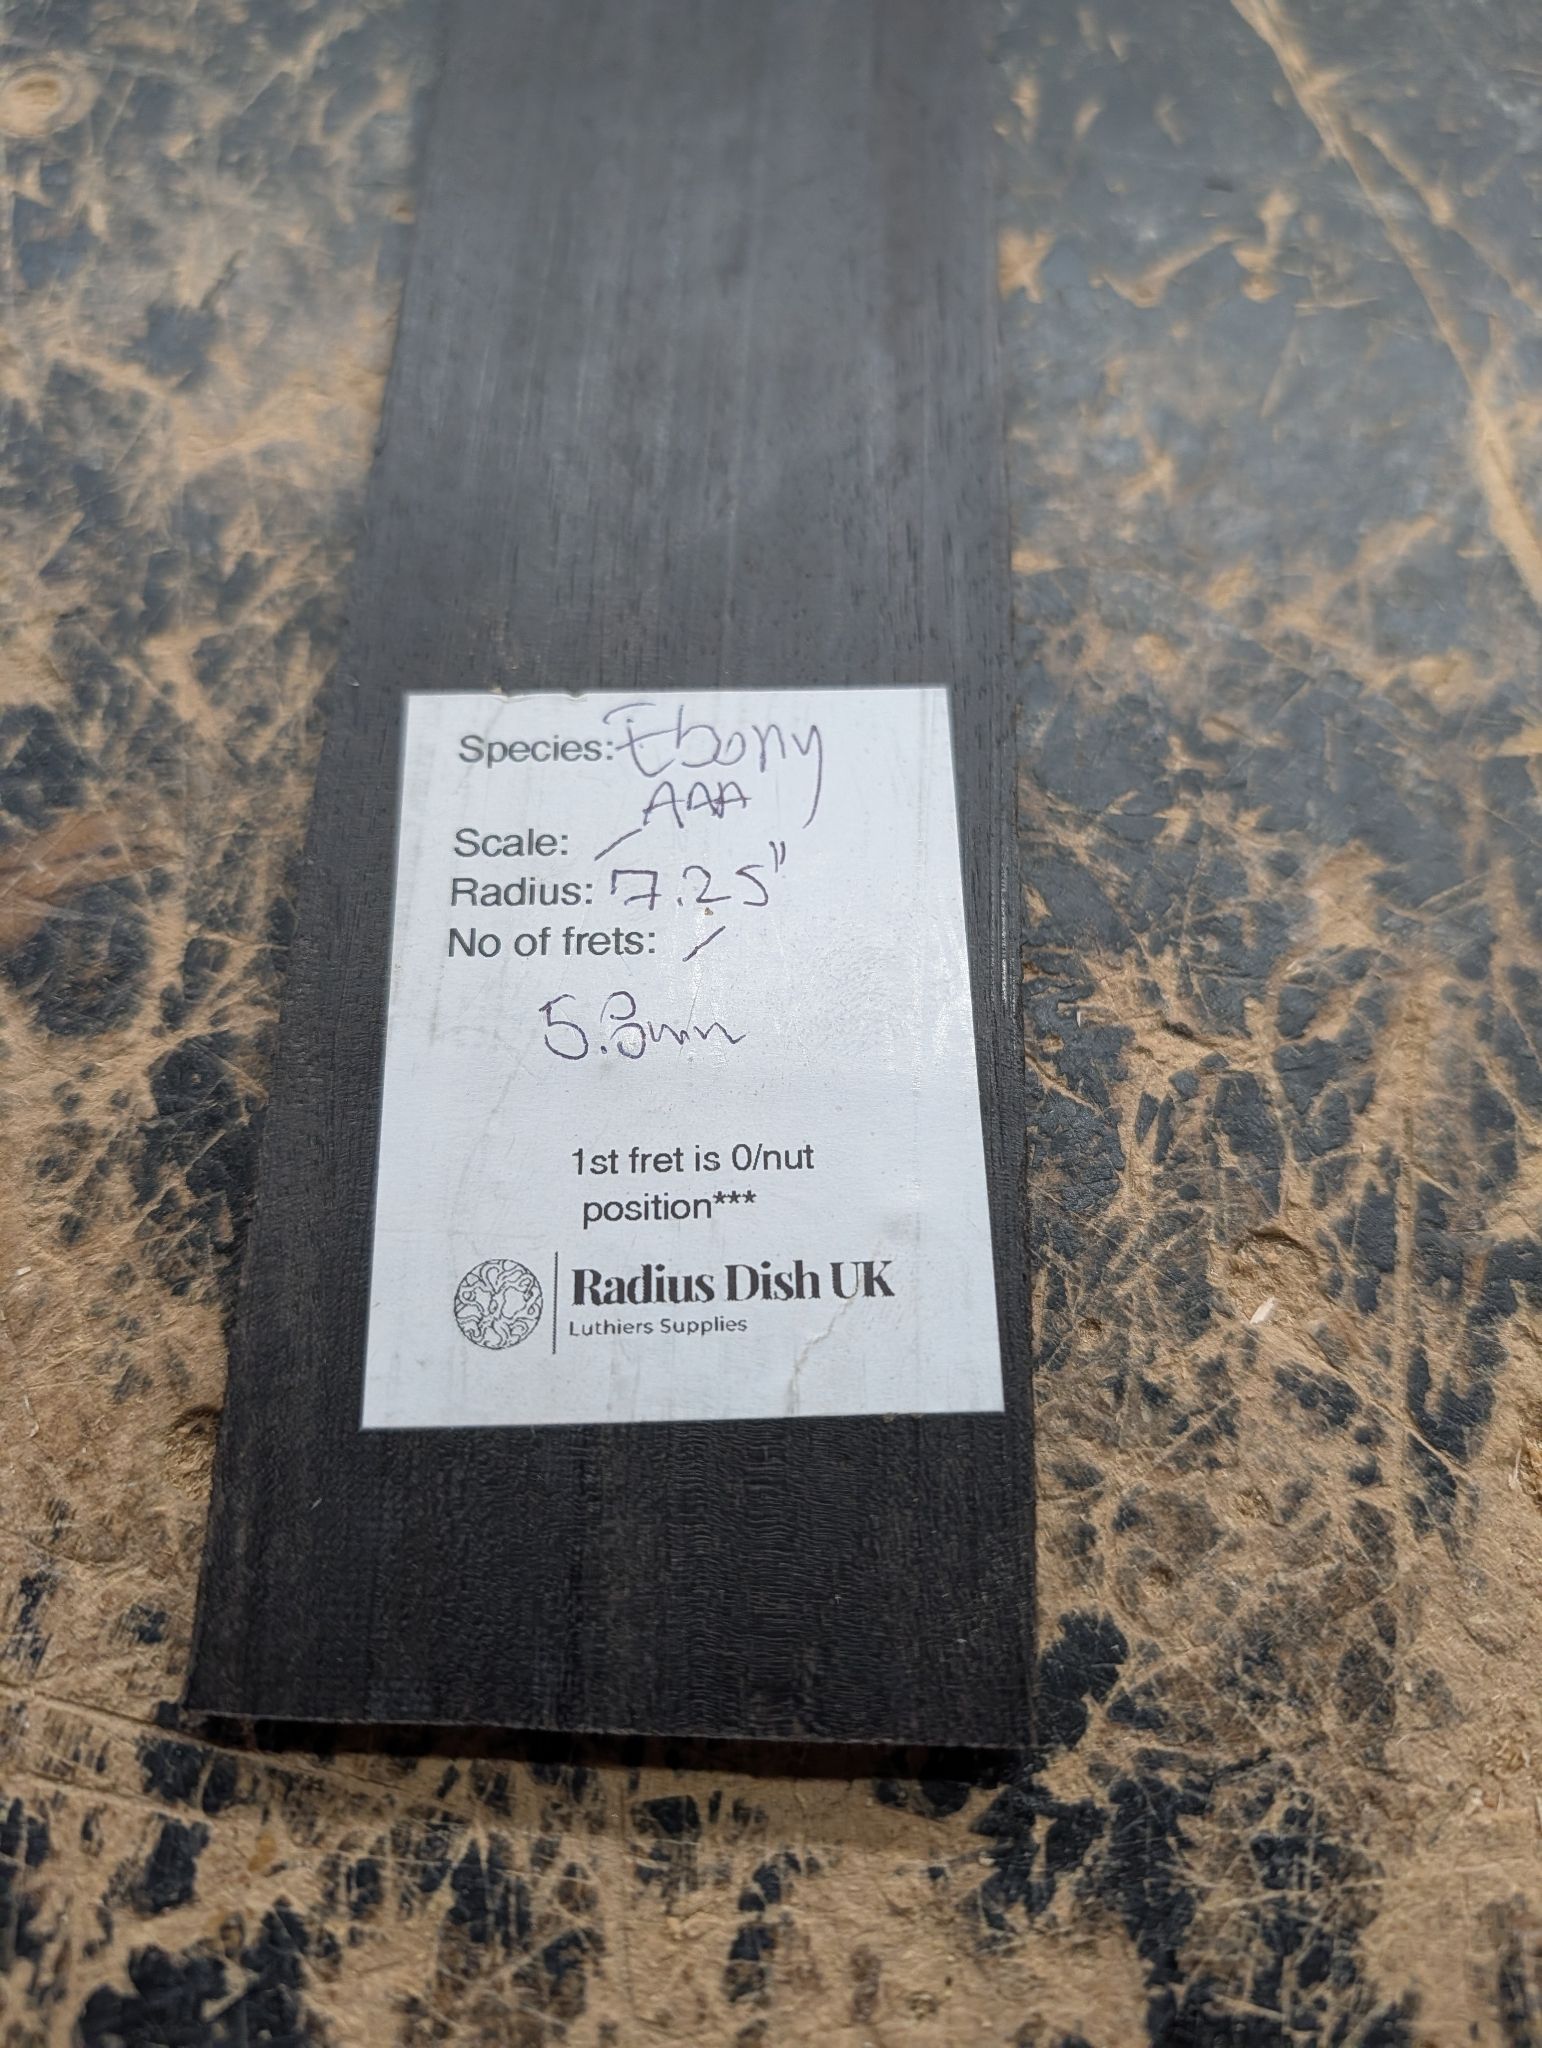 Species: Ebony
AAA
Scale: /
Radius: 7.25"
No of frets: /
5.8mm
1st fret is 0/nut
position***
Radius Dish UK
Luthiers Supplies